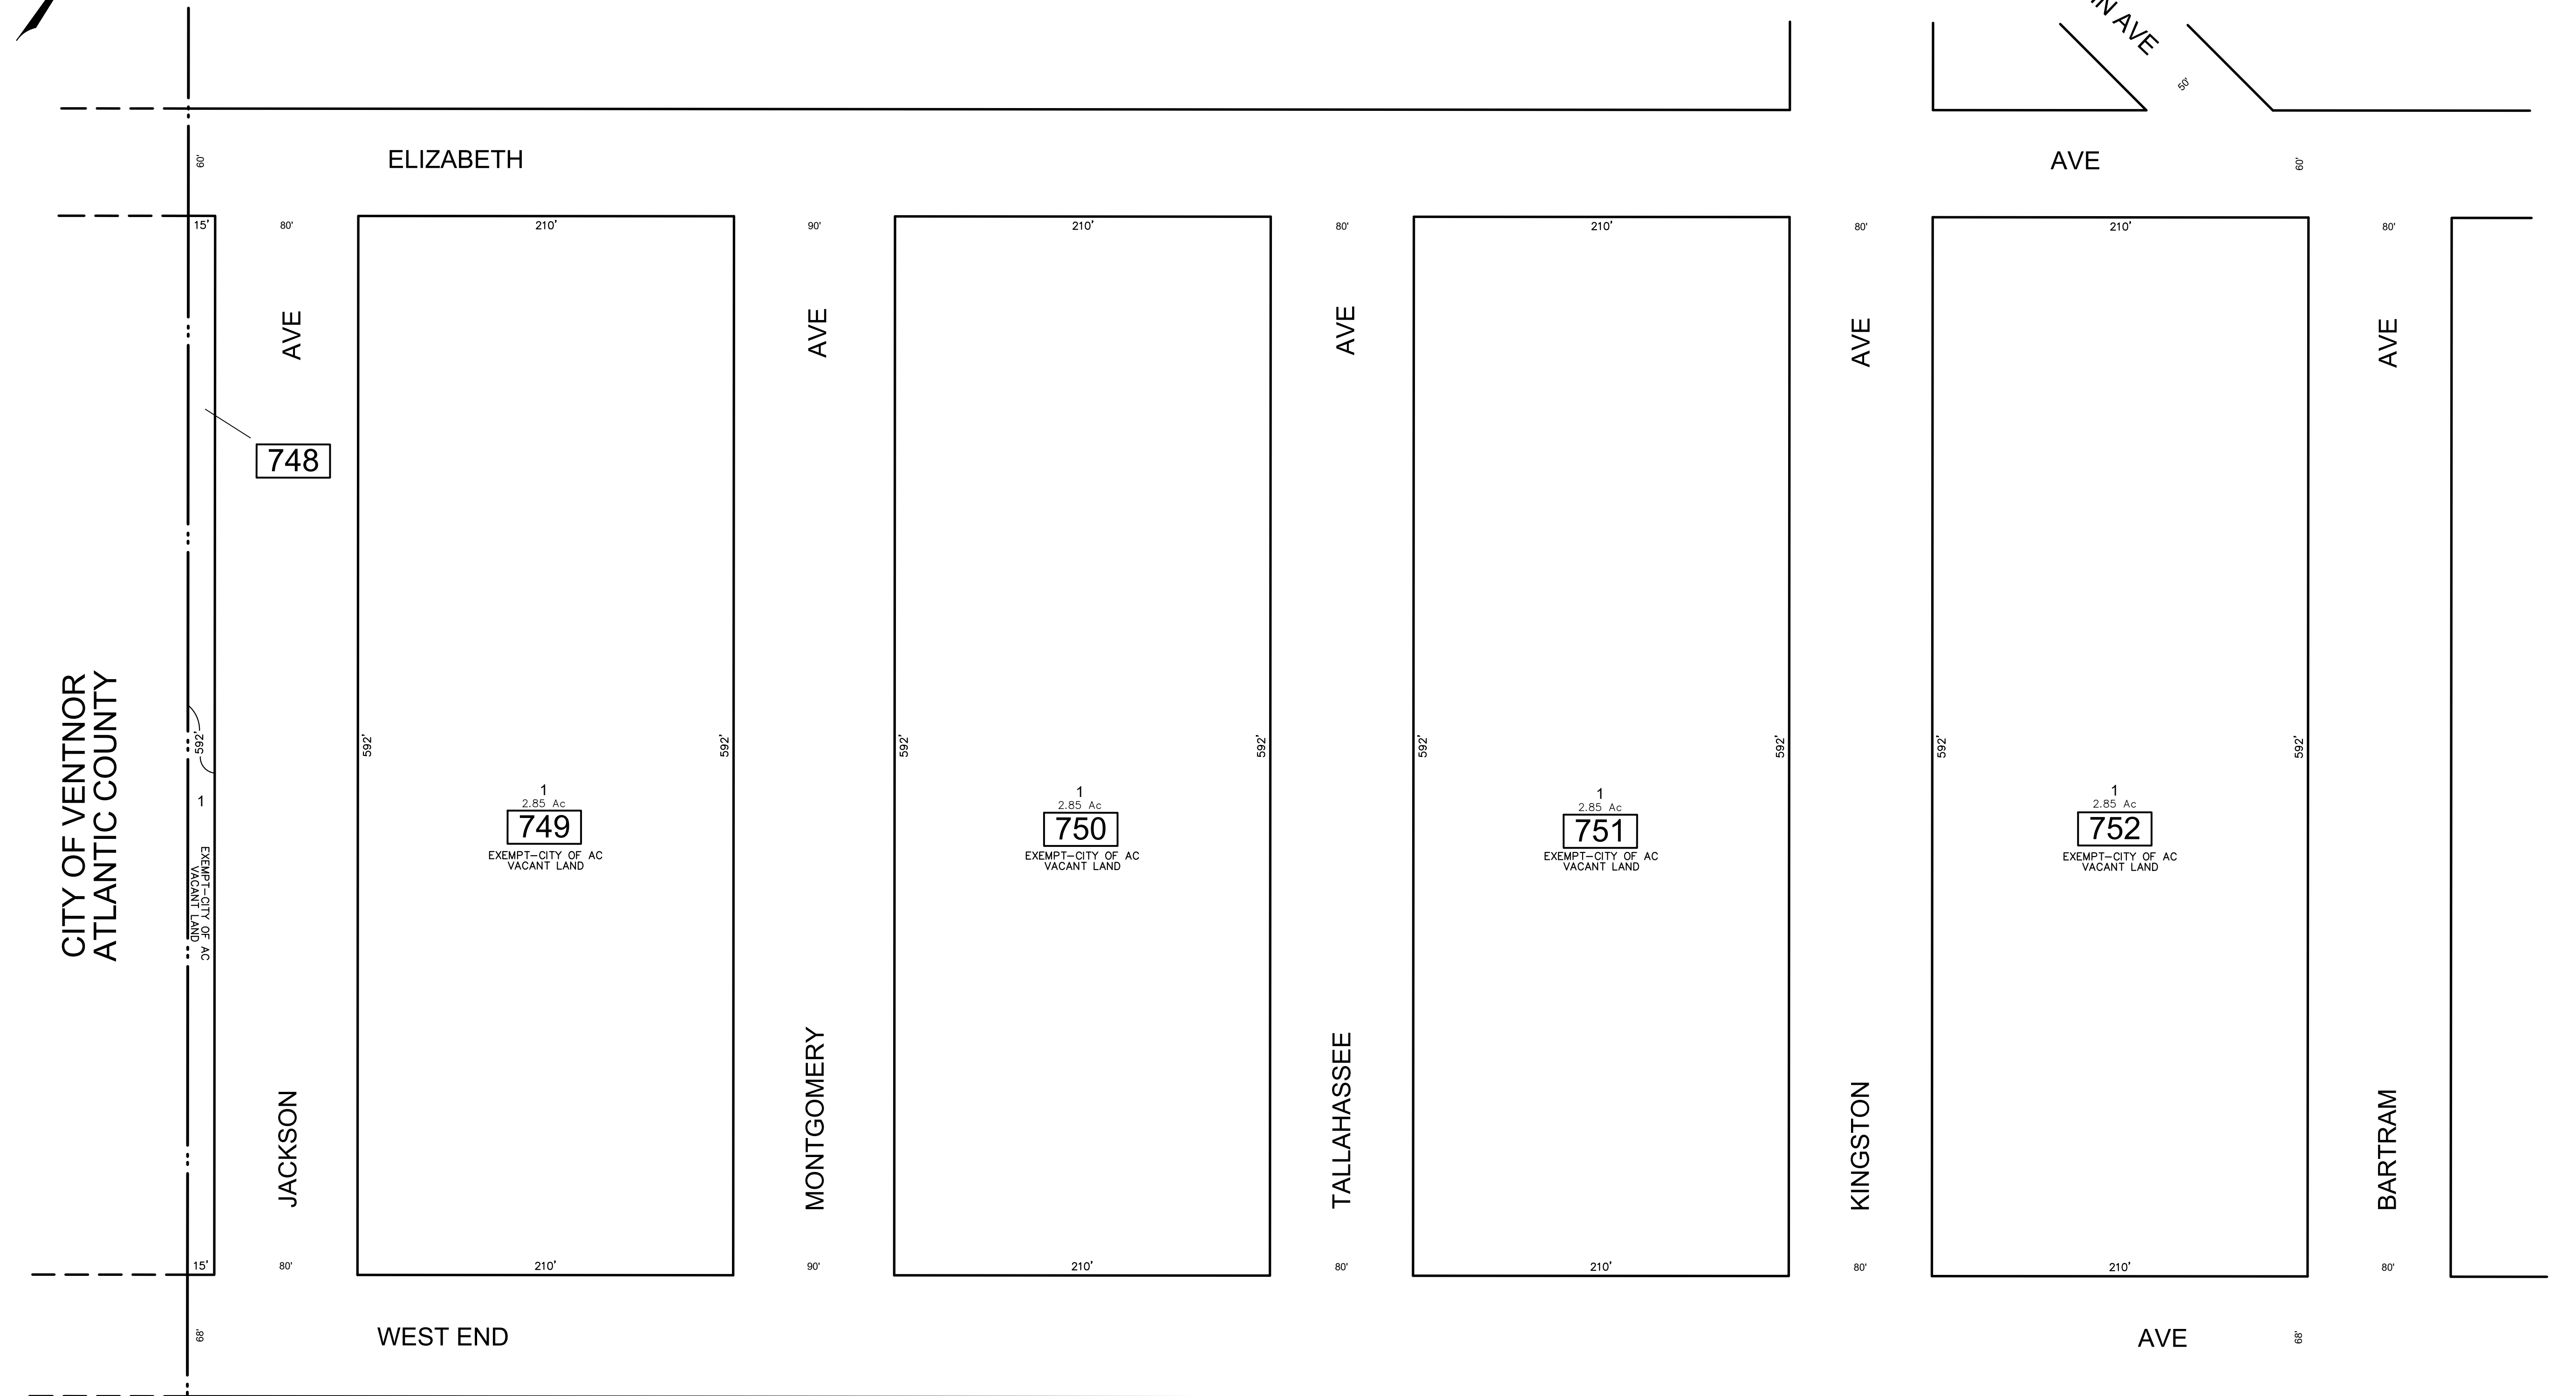 AVE
50'
60'
ELIZABETH
AVE
60'
15'
80'
210'
90'
210'
80'
210'
80'
210'
80'
AVE
AVE
AVE
AVE
AVE
748
CITY OF VENTNOR
ATLANTIC COUNTY
592'
592'
592'
592'
592'
592'
592'
592'
592'
1
EXEMPT-CITY OF AC
VACANT LAND
1
2.85 Ac
749
EXEMPT-CITY OF AC
VACANT LAND
1
2.85 Ac
750
EXEMPT-CITY OF AC
VACANT LAND
1
2.85 Ac
751
EXEMPT-CITY OF AC
VACANT LAND
1
2.85 Ac
752
EXEMPT-CITY OF AC
VACANT LAND
JACKSON
MONTGOMERY
TALLAHASSEE
KINGSTON
BARTRAM
15'
80'
210'
90'
210'
80'
210'
80'
210'
80'
68'
WEST END
AVE
68'